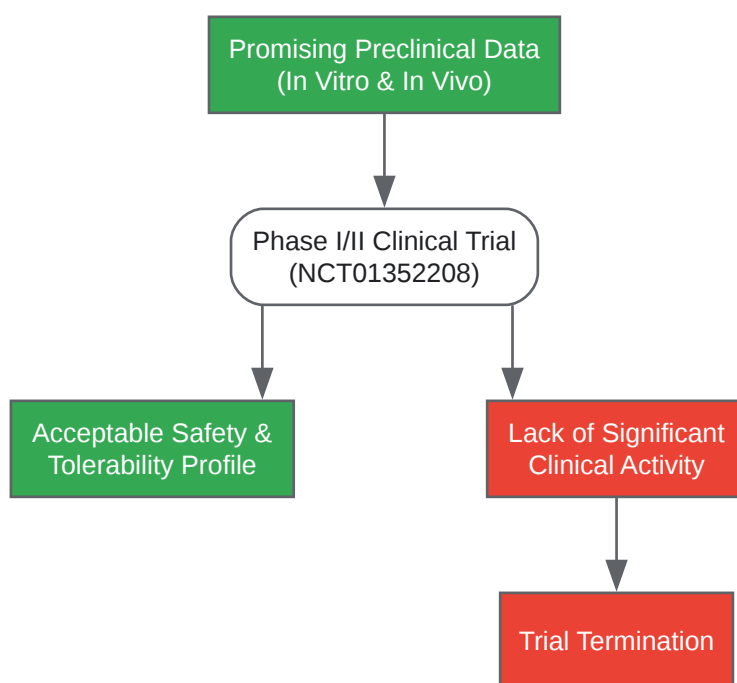 Promising Preclinical Data
(In Vitro & In Vivo)
Phase I/II Clinical Trial
(NCT01352208)
Acceptable Safety &
Tolerability Profile
Lack of Significant
Clinical Activity
Trial Termination